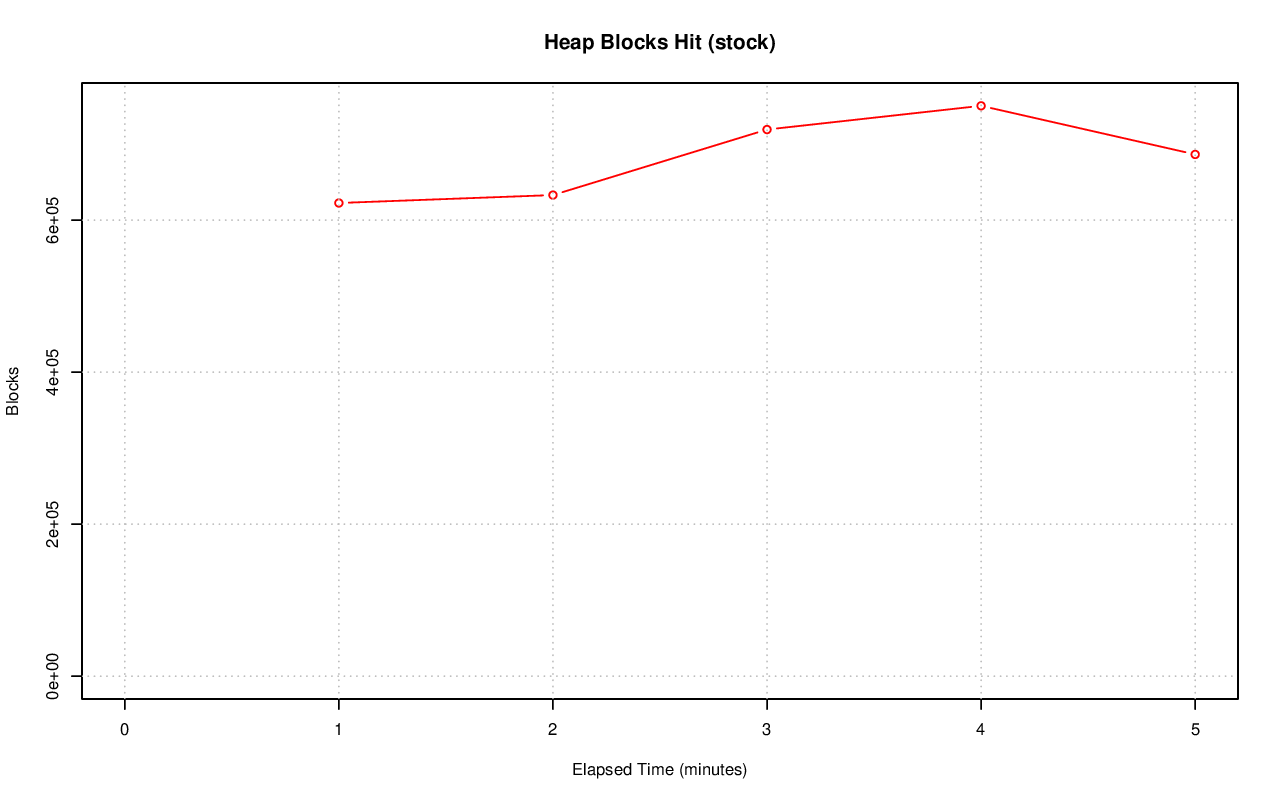 Heap Blocks Hit (stock)
Blocks
6e+05
4e+05
2e+05
0e+00
0 1 2 3 4 5
Elapsed Time (minutes)